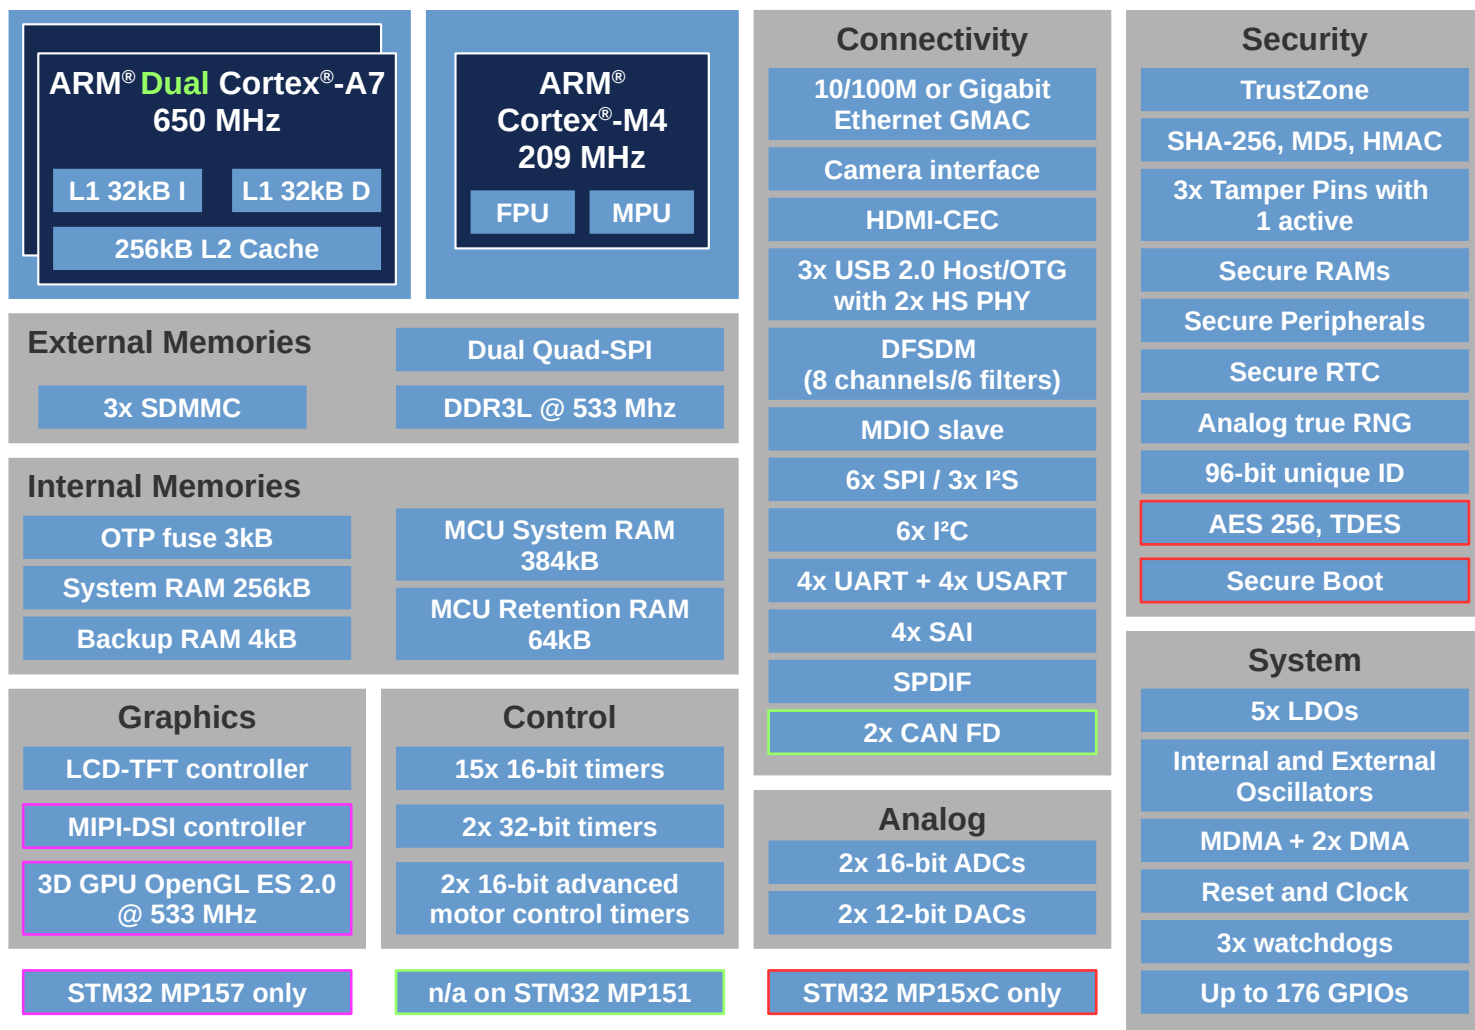 ARM® Dual Cortex®-A7
650 MHz
L1 32kB I
L1 32kB D
256kB L2 Cache
ARM®
Cortex®-M4
209 MHz
FPU
MPU
External Memories
Dual Quad-SPI
3x SDMMC
DDR3L @ 533 Mhz
Internal Memories
OTP fuse 3kB
System RAM 256kB
Backup RAM 4kB
MCU System RAM
384kB
MCU Retention RAM
64kB
Graphics
LCD-TFT controller
MIPI-DSI controller
3D GPU OpenGL ES 2.0
@ 533 MHz
Control
15x 16-bit timers
2x 32-bit timers
2x 16-bit advanced
motor control timers
Connectivity
10/100M or Gigabit
Ethernet GMAC
Camera interface
HDMI-CEC
3x USB 2.0 Host/OTG
with 2x HS PHY
DFSDM
(8 channels/6 filters)
MDIO slave
6x SPI / 3x I²S
6x I²C
4x UART + 4x USART
4x SAI
SPDIF
2x CAN FD
Analog
2x 16-bit ADCs
2x 12-bit DACs
Security
TrustZone
SHA-256, MD5, HMAC
3x Tamper Pins with
1 active
Secure RAMs
Secure Peripherals
Secure RTC
Analog true RNG
96-bit unique ID
AES 256, TDES
Secure Boot
System
5x LDOs
Internal and External
Oscillators
MDMA + 2x DMA
Reset and Clock
3x watchdogs
Up to 176 GPIOs
STM32 MP157 only
n/a on STM32 MP151
STM32 MP15xC only